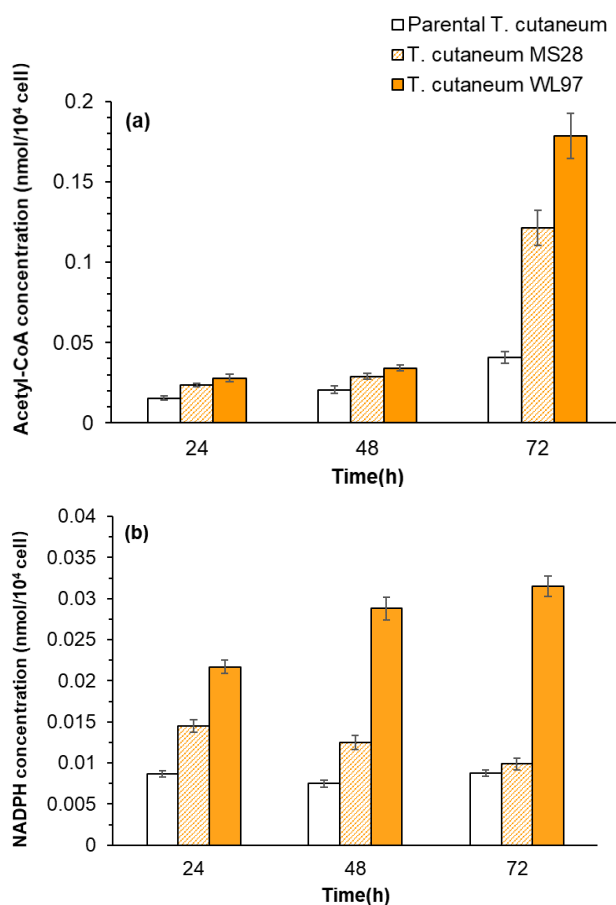 Parental T. cutaneum
T. cutaneum MS28
T. cutaneum WL97
(a)
Acetyl-CoA concentration (nmol/10⁴ cell)
0.2
0.15
0.1
0.05
0
24 48 72
Time(h)
(b)
NADPH concentration (nmol/10⁴ cell)
0.04
0.035
0.03
0.025
0.02
0.015
0.01
0.005
0
24 48 72
Time(h)